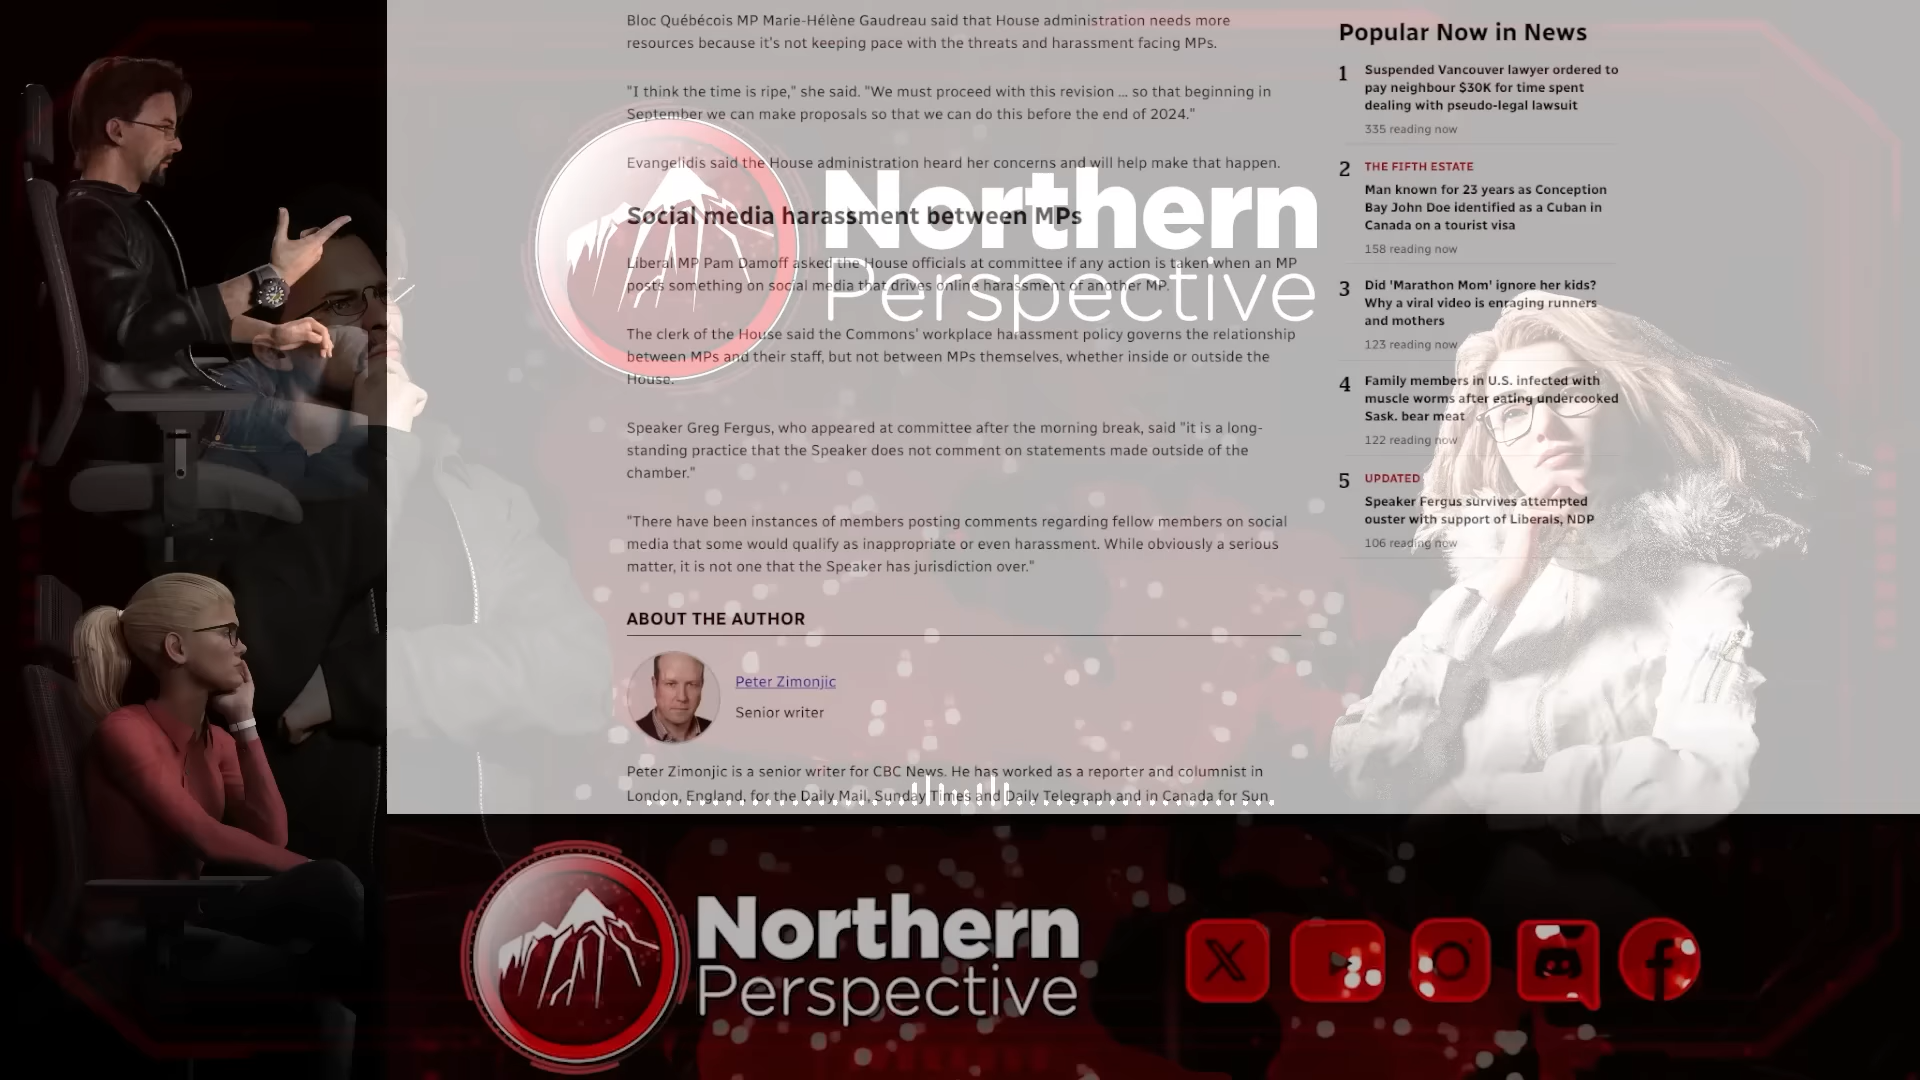 Bloc Québécois MP Marie-Hélène Gaudreau said that House administration needs more
resources because it's not keeping pace with the threats and harassment facing MPs.
"I think the time is ripe," she said. "We must proceed with this revision ... so that beginning in
September we can make proposals so that we can do this before the end of 2024."
Evangelidis said the House administration heard her concerns and will help make that happen.
Social media harassment between MPs
Liberal MP Pam Damoff asked the House officials at committee if any action is taken when an MP
posts something on social media that drives online harassment of another MP.
The clerk of the House said the Commons' workplace harassment policy governs the relationship
between MPs and their staff, but not between MPs themselves, whether inside or outside the
House.
Speaker Greg Fergus, who appeared at committee after the morning break, said "it is a long-
standing practice that the Speaker does not comment on statements made outside of the
chamber."
"There have been instances of members posting comments regarding fellow members on social
media that some would qualify as inappropriate or even harassment. While obviously a serious
matter, it is not one that the Speaker has jurisdiction over."
ABOUT THE AUTHOR
Peter Zimonjic
Senior writer
Peter Zimonjic is a senior writer for CBC News. He has worked as a reporter and columnist in
London, England, for the Daily Mail, Sunday Times and Daily Telegraph and in Canada for Sun
Popular Now in News
1
Suspended Vancouver lawyer ordered to
pay neighbour $30K for time spent
dealing with pseudo-legal lawsuit
335 reading now
2
THE FIFTH ESTATE
Man known for 23 years as Conception
Bay John Doe identified as a Cuban in
Canada on a tourist visa
158 reading now
3
Did 'Marathon Mom' ignore her kids?
Why a viral video is enraging runners
and mothers
123 reading now
4
Family members in U.S. infected with
muscle worms after eating undercooked
Sask. bear meat
122 reading now
5
UPDATED
Speaker Fergus survives attempted
ouster with support of Liberals, NDP
106 reading now
Northern
Perspective
Northern
Perspective